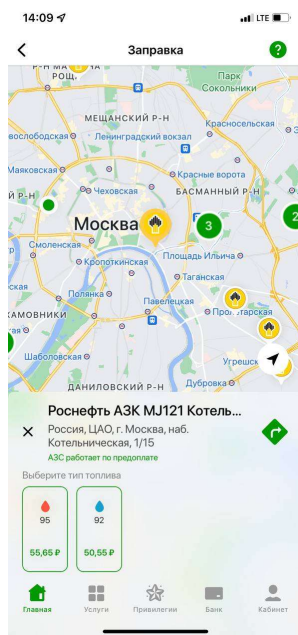 14:09
LTE
Заправка
?
РОЩ.
Парк
Сокольники
МЕЩАНСКИЙ Р-Н
Красносельская
Ленинградский вокзал
Маяковская
Красные ворота
Чеховская
БАСМАННЫЙ Р-Н
Москва
3
2
Смоленская
Площадь Ильича
Кропоткинская
Таганская
Полянка
Павелецкая
ХАМОВНИКИ
Шаболовская
Угрешск
ДАНИЛОВСКИЙ Р-Н
Дубровка
Роснефть АЗК MJ121 Котель...
Россия, ЦАО, г. Москва, наб.
Котельническая, 1/15
АЗС работает по предоплате
Выберите тип топлива
95
92
55,65 ₽
50,55 ₽
Главная
Услуги
Привилегии
Банк
Кабинет